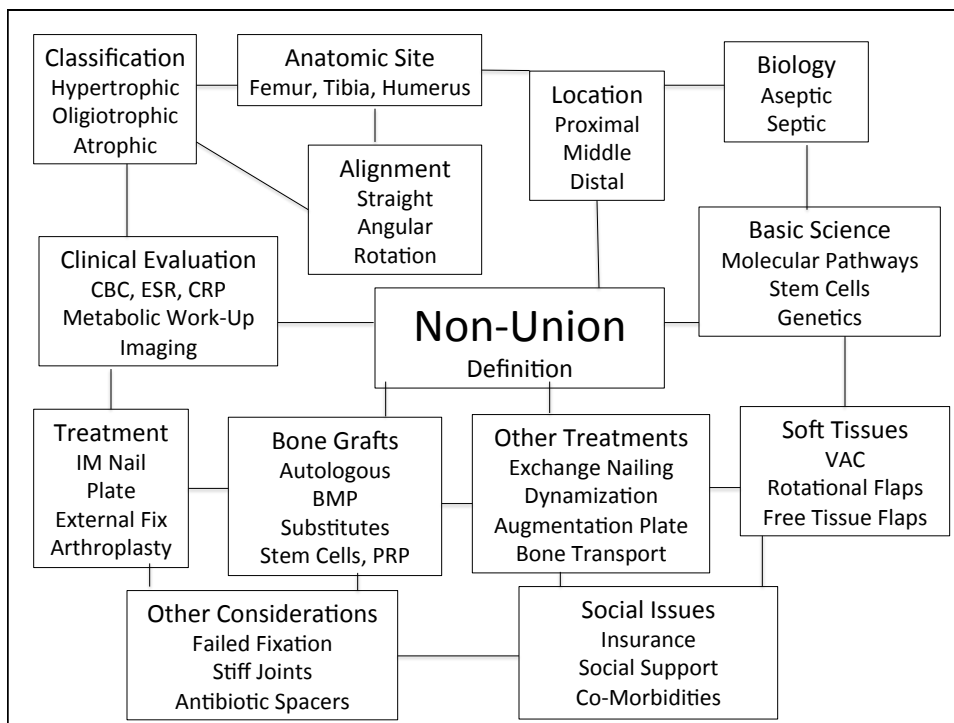 Classification
Hypertrophic
Oligiotrophic
Atrophic
Anatomic Site
Femur, Tibia, Humerus
Location
Proximal
Middle
Distal
Biology
Aseptic
Septic
Alignment
Straight
Angular
Rotation
Clinical Evaluation
CBC, ESR, CRP
Metabolic Work-Up
Imaging
Non-Union
Definition
Basic Science
Molecular Pathways
Stem Cells
Genetics
Treatment
IM Nail
Plate
External Fix
Arthroplasty
Bone Grafts
Autologous
BMP
Substitutes
Stem Cells, PRP
Other Treatments
Exchange Nailing
Dynamization
Augmentation Plate
Bone Transport
Soft Tissues
VAC
Rotational Flaps
Free Tissue Flaps
Other Considerations
Failed Fixation
Stiff Joints
Antibiotic Spacers
Social Issues
Insurance
Social Support
Co-Morbidities